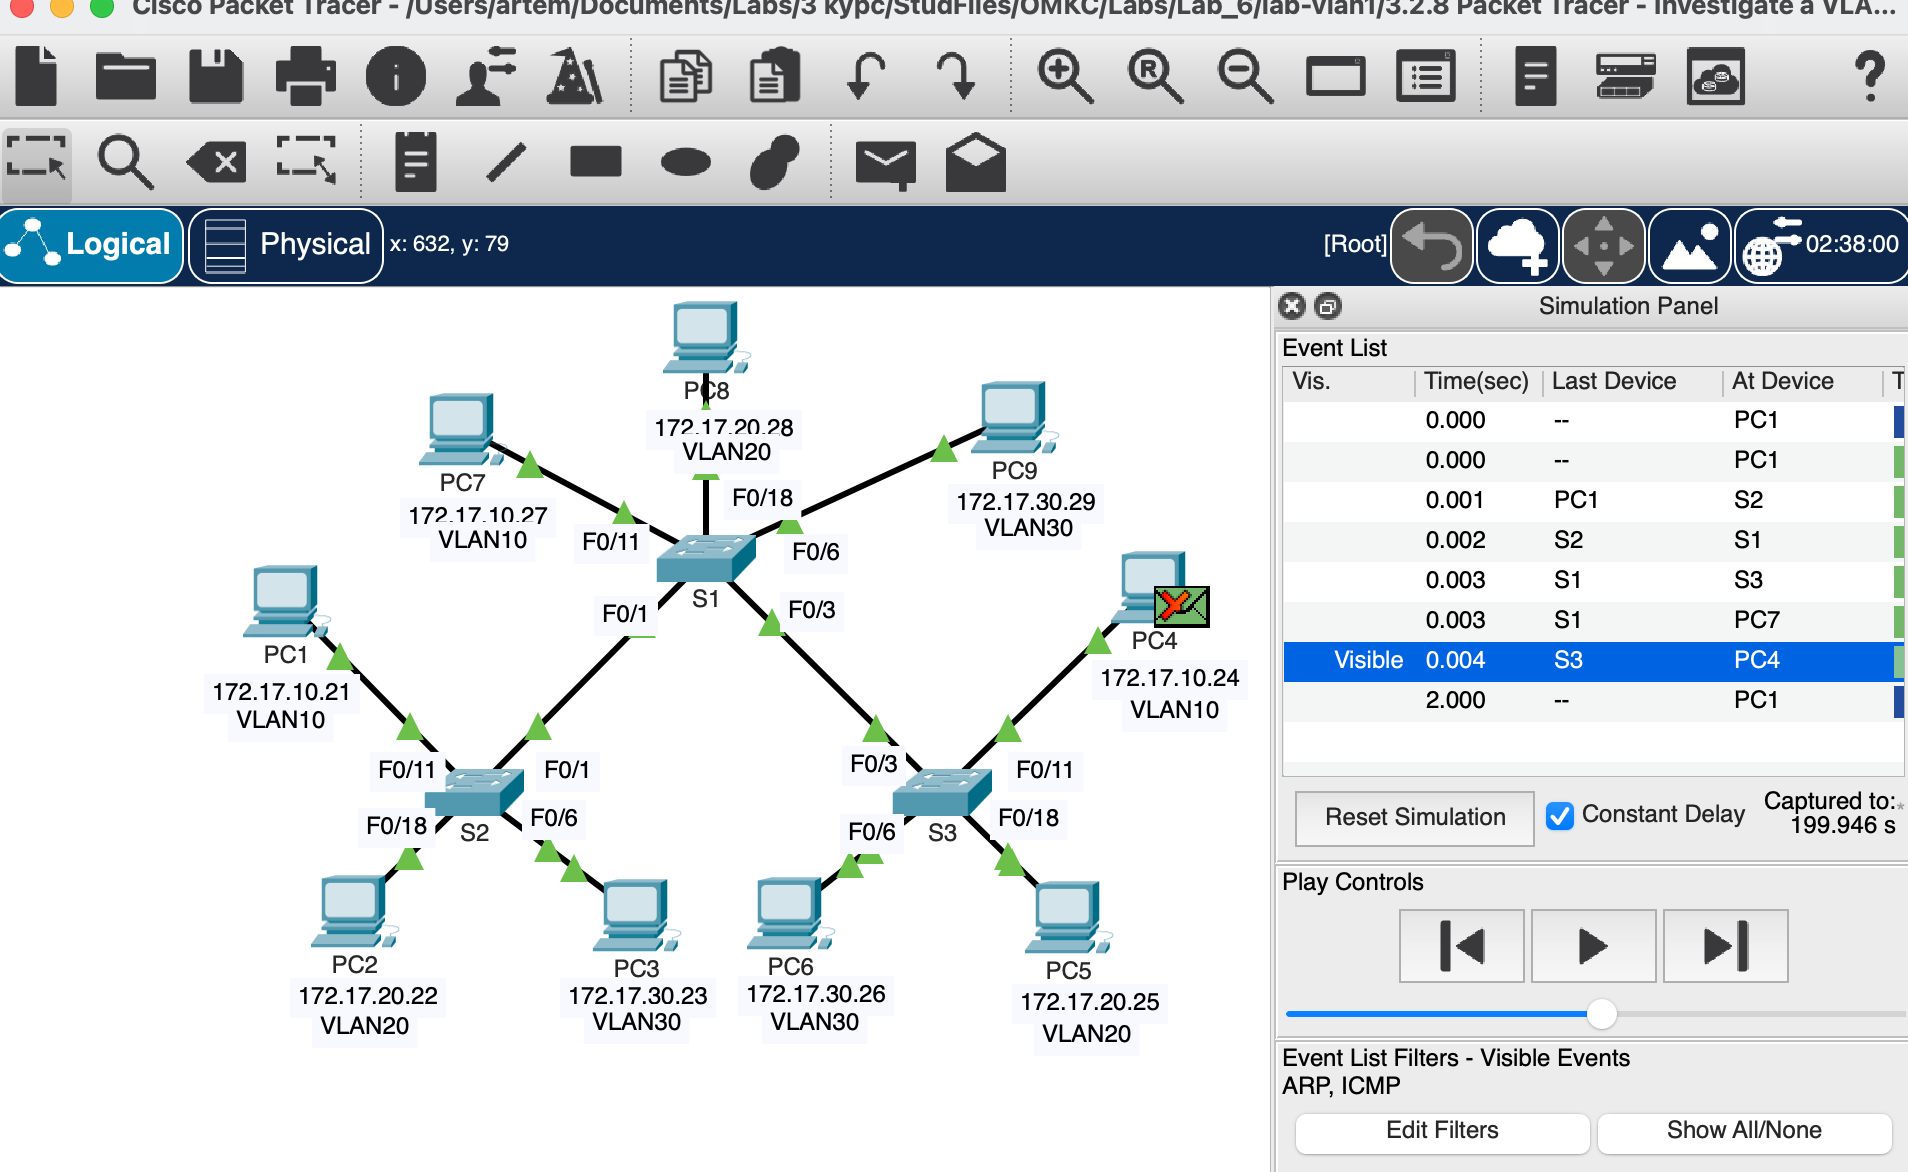 Cisco Packet Tracer - /Users/artem/Documents/Labs/3 курс/StudFiles/ОМКС/Labs/Lab_6/lab-vlan1/3.2.8 Packet Tracer - Investigate a VLA...
Logical
Physical
x: 632, y: 79
[Root]
02:38:00
PC8
172.17.20.28
VLAN20
PC7
172.17.10.27
VLAN10
PC9
172.17.30.29
VLAN30
F0/18
F0/11
F0/6
S1
F0/1
F0/3
PC1
172.17.10.21
VLAN10
PC4
172.17.10.24
VLAN10
F0/11
F0/1
F0/18
F0/6
S2
F0/3
F0/11
F0/6
F0/18
S3
PC2
172.17.20.22
VLAN20
PC3
172.17.30.23
VLAN30
PC6
172.17.30.26
VLAN30
PC5
172.17.20.25
VLAN20
Simulation Panel
Event List
Vis. Time(sec) Last Device At Device T
0.000 -- PC1
0.000 -- PC1
0.001 PC1 S2
0.002 S2 S1
0.003 S1 S3
0.003 S1 PC7
Visible 0.004 S3 PC4
2.000 -- PC1
Reset Simulation
Constant Delay
Captured to:*
199.946 s
Play Controls
Event List Filters - Visible Events
ARP, ICMP
Edit Filters
Show All/None